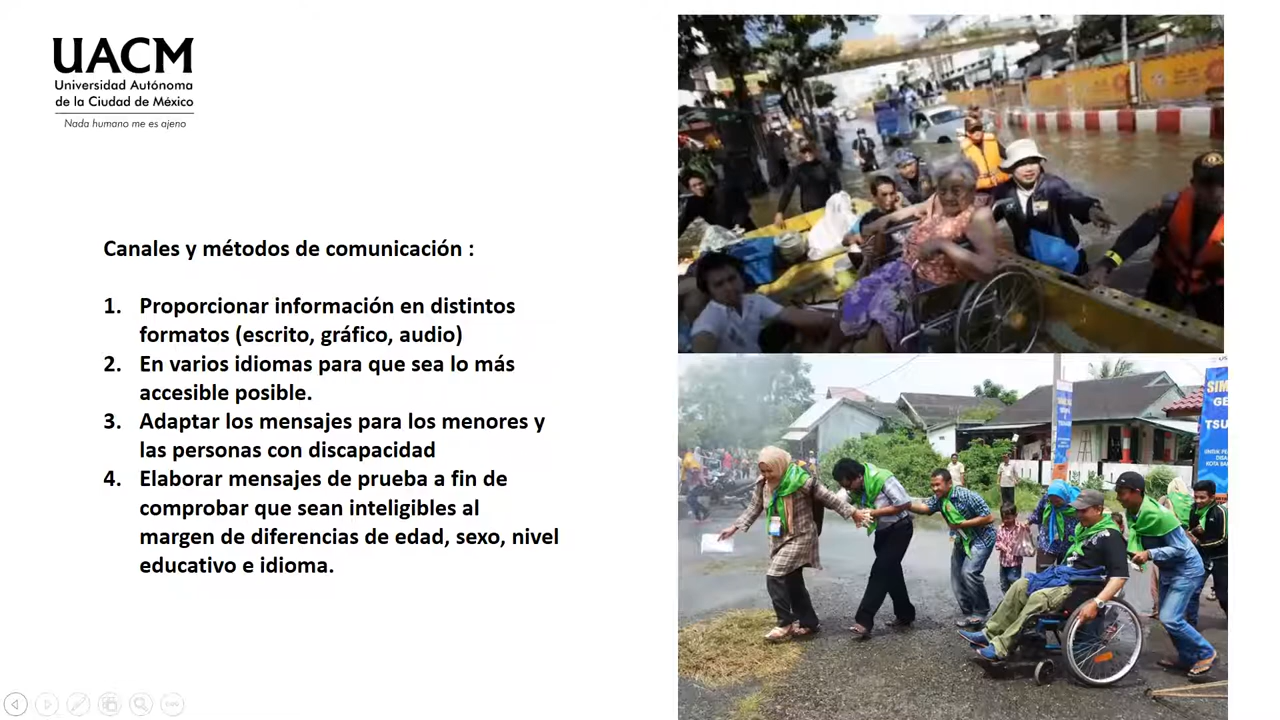 UACM
Universidad Autónoma
de la Ciudad de México
Nada humano me es ajeno
Canales y métodos de comunicación :
1. Proporcionar información en distintos
formatos (escrito, gráfico, audio)
2. En varios idiomas para que sea lo más
accesible posible.
3. Adaptar los mensajes para los menores y
las personas con discapacidad
4. Elaborar mensajes de prueba a fin de
comprobar que sean inteligibles al
margen de diferencias de edad, sexo, nivel
educativo e idioma.